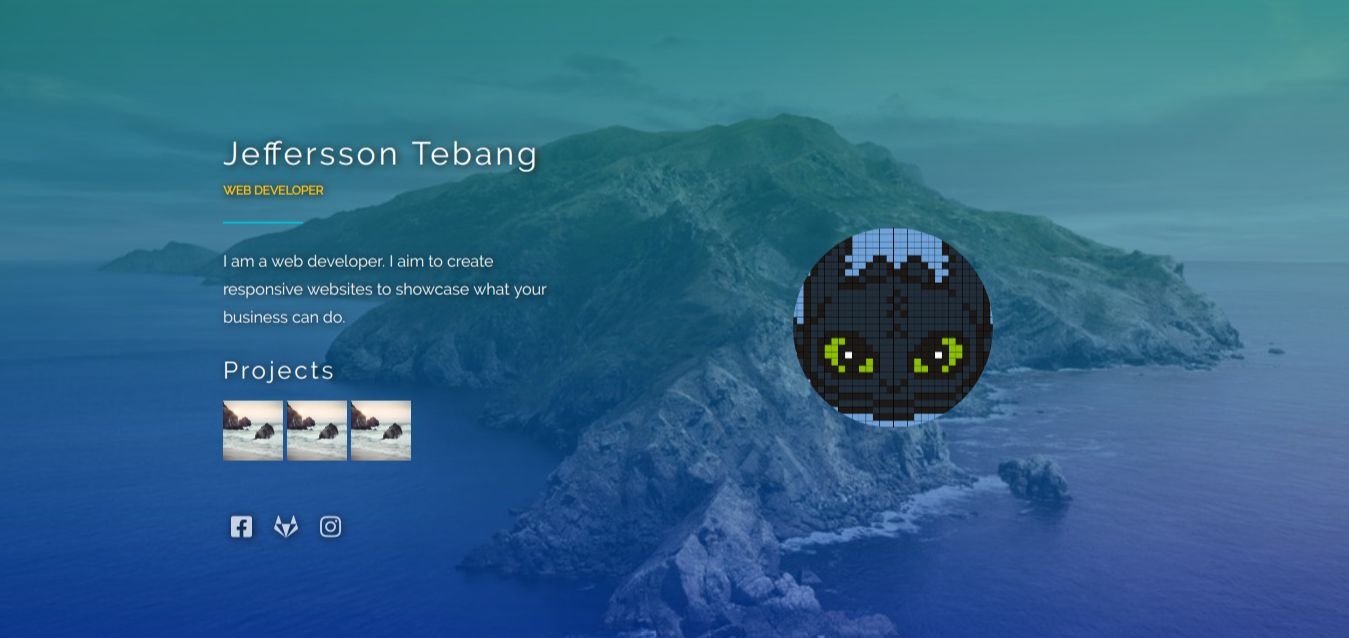 Jeffersson Tebang
WEB DEVELOPER
I am a web developer. I aim to create
responsive websites to showcase what your
business can do.
Projects